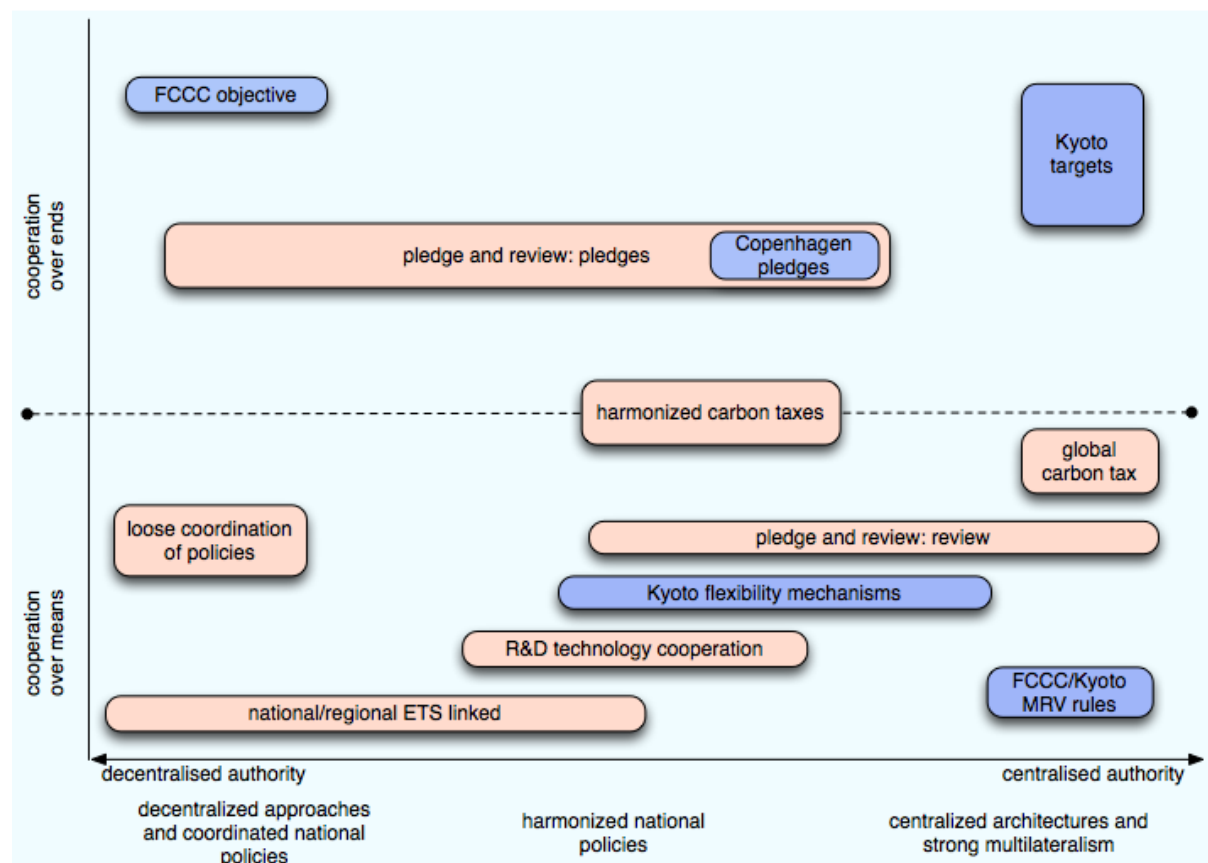 FCCC objective
Kyoto
targets
cooperation
over ends
pledge and review: pledges
Copenhagen
pledges
harmonized carbon taxes
global
carbon tax
loose coordination
of policies
pledge and review: review
Kyoto flexibility mechanisms
cooperation
over means
R&D technology cooperation
FCCC/Kyoto
MRV rules
national/regional ETS linked
decentralised authority
centralised authority
decentralized approaches
and coordinated national
policies
harmonized national
policies
centralized architectures and
strong multilateralism